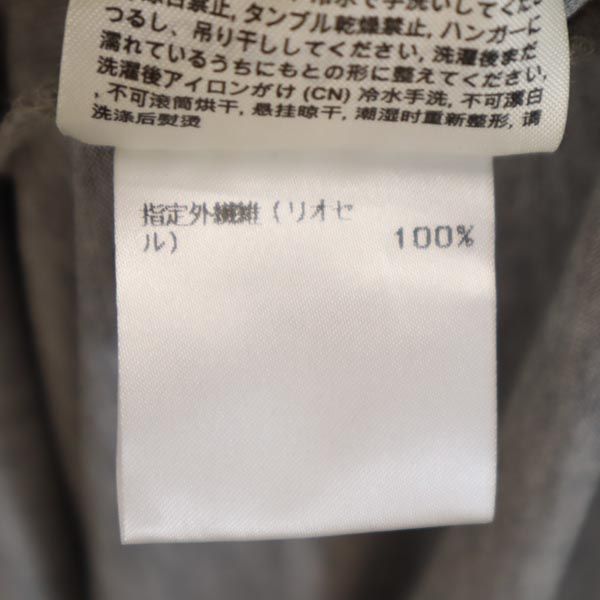 つるし、吊り干ししてください, 洗濯後まだ
濡れているうちにもとの形に整えてください,
洗濯後アイロンがけ (CN) 冷水手洗, 不可漂白
, 不可滚筒烘干, 悬挂晾干, 潮湿时重新整形, 调
洗涤后熨烫
指定外繊維 (リオセ
ル) 100%